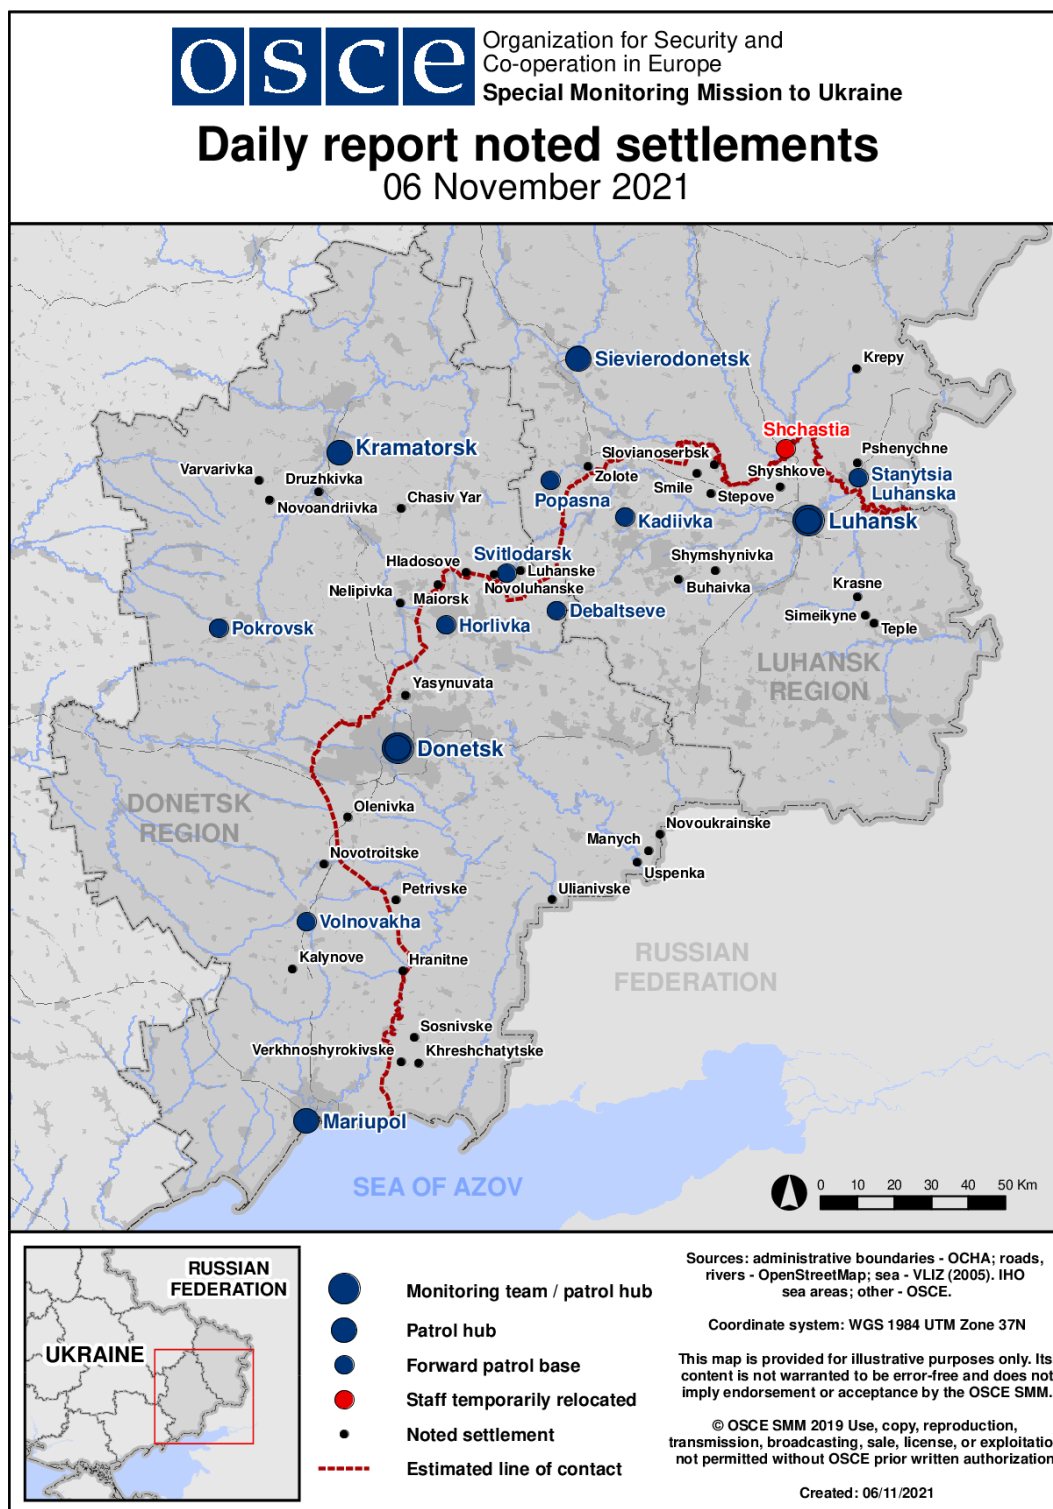 osce
Organization for Security and
Co-operation in Europe
Special Monitoring Mission to Ukraine
Daily report noted settlements
06 November 2021
Sievierodonetsk
Krepy
Shchastia
Kramatorsk
Slovianoserbsk
Pshenychne
Varvarivka
Druzhkivka
Zolote
Shyshkove
Stanytsia
Luhanska
Smile
Stepove
Novoandriivka
Chasiv Yar
Popasna
Kadiivka
Luhansk
Svitlodarsk
Hladosove
Luhanske
Shymshynivka
Nelipivka
Maiorsk
Novoluhanske
Buhaivka
Krasne
Debaltseve
Simeikyne
Teple
Pokrovsk
Horlivka
LUHANSK
REGION
Yasynuvata
Donetsk
DONETSK
REGION
Olenivka
Novoukrainske
Manych
Novotroitske
Uspenka
Petrivske
Ulianivske
Volnovakha
RUSSIAN
FEDERATION
Kalynove
Hranitne
Sosnivske
Verkhnoshyrokivske
Khreshchatytske
Mariupol
SEA OF AZOV
0 10 20 30 40 50 Km
RUSSIAN
FEDERATION
UKRAINE
Monitoring team / patrol hub
Patrol hub
Forward patrol base
Staff temporarily relocated
Noted settlement
Estimated line of contact
Sources: administrative boundaries - OCHA; roads,
rivers - OpenStreetMap; sea - VLIZ (2005). IHO
sea areas; other - OSCE.
Coordinate system: WGS 1984 UTM Zone 37N
This map is provided for illustrative purposes only. Its
content is not warranted to be error-free and does not
imply endorsement or acceptance by the OSCE SMM.
© OSCE SMM 2019 Use, copy, reproduction,
transmission, broadcasting, sale, license, or exploitatio
not permitted without OSCE prior written authorization
Created: 06/11/2021